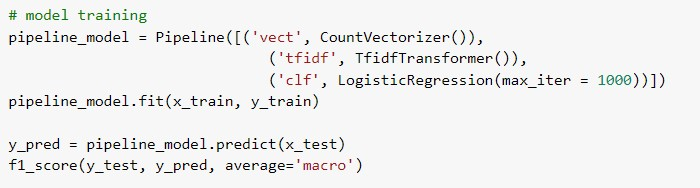 # model training
pipeline_model = Pipeline([('vect', CountVectorizer()),
                           ('tfidf', TfidfTransformer()),
                           ('clf', LogisticRegression(max_iter = 1000))])
pipeline_model.fit(x_train, y_train)

y_pred = pipeline_model.predict(x_test)
f1_score(y_test, y_pred, average='macro')